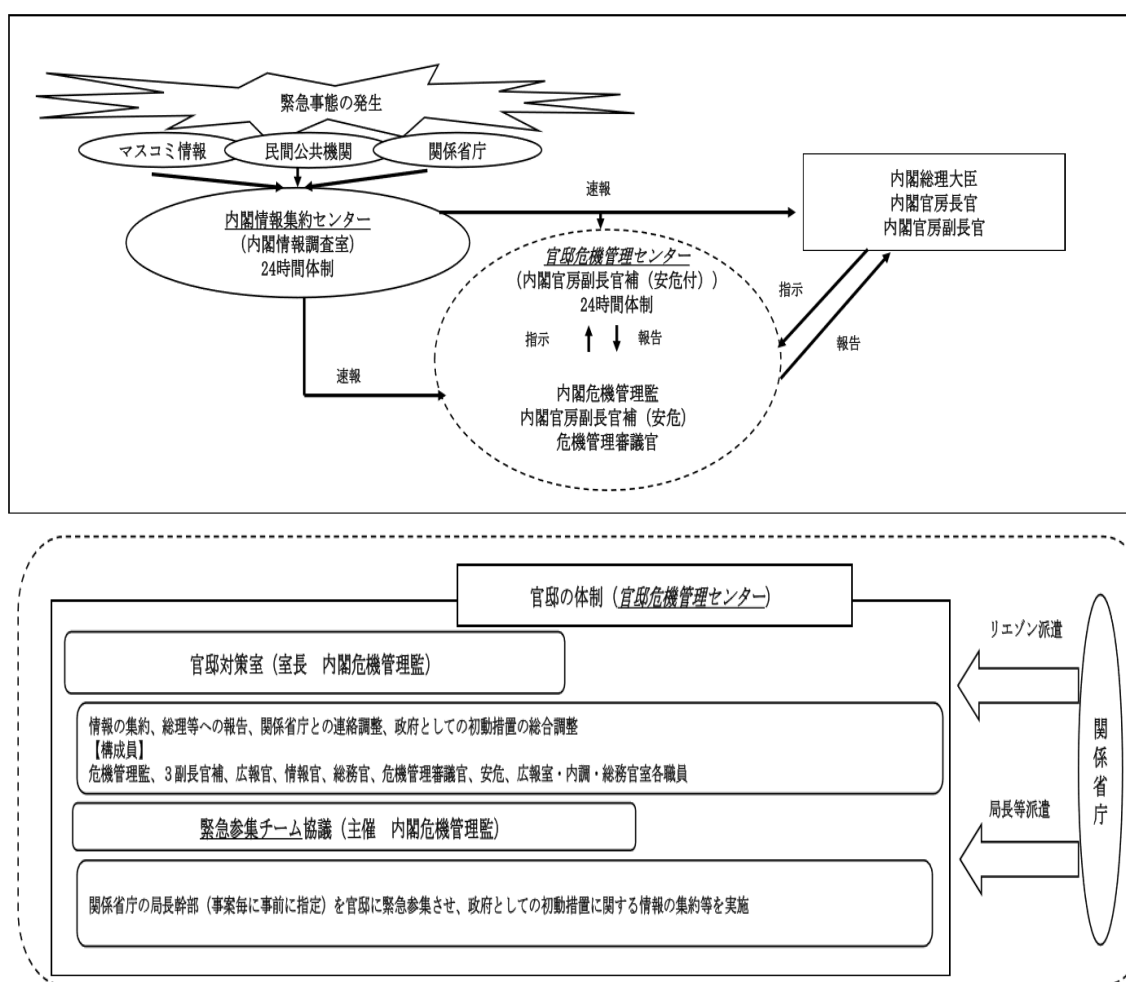 緊急事態の発生
マスコミ情報
民間公共機関
関係省庁
内閣情報集約センター
(内閣情報調査室)
24時間体制
速報
内閣総理大臣
内閣官房長官
内閣官房副長官
官邸危機管理センター
(内閣官房副長官補(安危付))
24時間体制
指示
報告
指示
報告
速報
内閣危機管理監
内閣官房副長官補(安危)
危機管理審議官
官邸の体制(官邸危機管理センター)
官邸対策室(室長 内閣危機管理監)
情報の集約、総理等への報告、関係省庁との連絡調整、政府としての初動措置の総合調整
【構成員】
危機管理監、3副長官補、広報官、情報官、総務官、危機管理審議官、安危、広報室・内調・総務官室各職員
緊急参集チーム協議(主催 内閣危機管理監)
関係省庁の局長幹部(事案毎に事前に指定)を官邸に緊急参集させ、政府としての初動措置に関する情報の集約等を実施
リエゾン派遣
局長等派遣
関係省庁